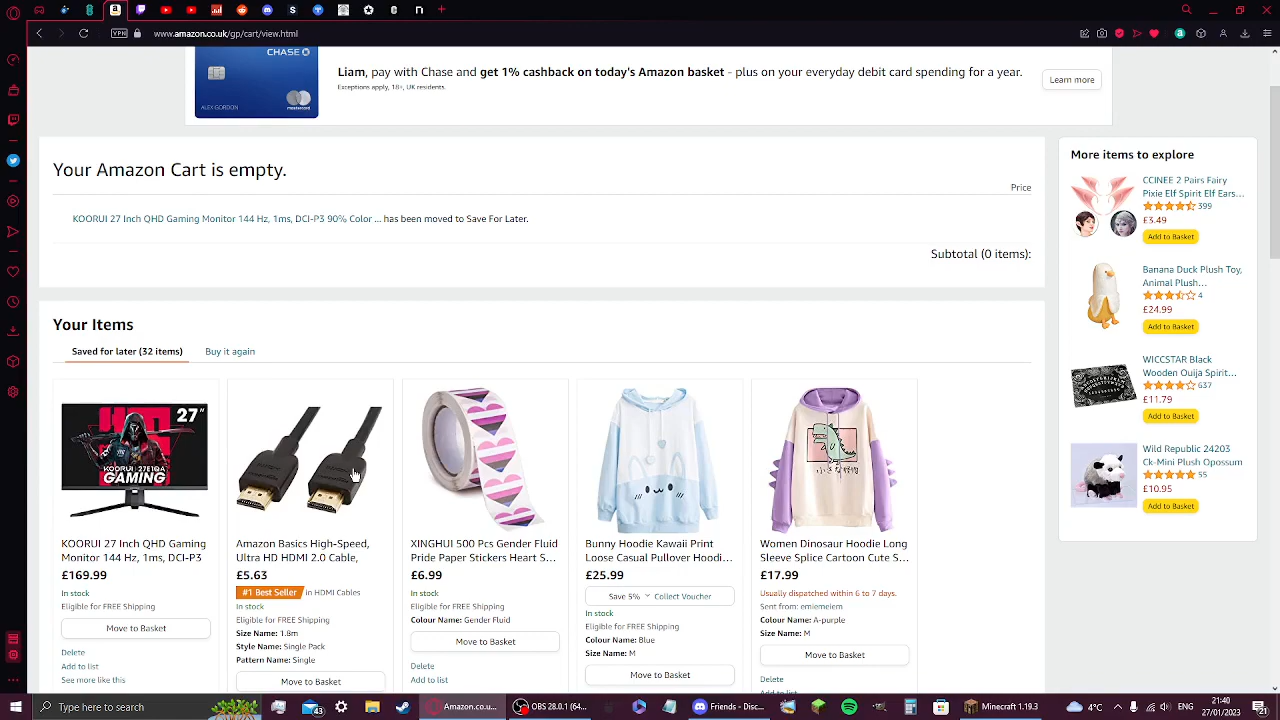 www.amazon.co.uk/gp/cart/view.html
VPN
CHASE
ALEX GORDON
mastercard
Liam, pay with Chase and get 1% cashback on today's Amazon basket - plus on your everyday debit card spending for a year.
Exceptions apply, 18+, UK residents.
Learn more
Your Amazon Cart is empty.
Price
KOORUI 27 Inch QHD Gaming Monitor 144 Hz, 1ms, DCI-P3 90% Color ... has been moved to Save For Later.
Subtotal (0 items):
Your Items
Saved for later (32 items)
Buy it again
27"
KOORUI 27E1QA
GAMING
KOORUI 27 Inch QHD Gaming
Monitor 144 Hz, 1ms, DCI-P3
£169.99
In stock
Eligible for FREE Shipping
Move to Basket
Delete
Add to list
See more like this
Amazon Basics High-Speed,
Ultra HD HDMI 2.0 Cable,
£5.63
#1 Best Seller in HDMI Cables
In stock
Eligible for FREE Shipping
Size Name: 1.8m
Style Name: Single Pack
Pattern Name: Single
Move to Basket
XINGHUI 500 Pcs Gender Fluid
Pride Paper Stickers Heart S...
£6.99
In stock
Eligible for FREE Shipping
Colour Name: Gender Fluid
Move to Basket
Delete
Add to list
Bunny Hoodie Kawaii Print
Loose Casual Pullover Hoodi...
£25.99
Save 5% Collect Voucher
In stock
Eligible for FREE Shipping
Colour Name: Blue
Size Name: M
Move to Basket
Women Dinosaur Hoodie Long
Sleeve Splice Cartoon Cute S...
£17.99
Usually dispatched within 6 to 7 days.
Sent from: emiemeiem
Colour Name: A-purple
Size Name: M
Move to Basket
Delete
Add to list
More items to explore
CCINEE 2 Pairs Fairy
Pixie Elf Spirit Elf Ears...
399
£3.49
Add to Basket
Banana Duck Plush Toy,
Animal Plush...
4
£24.99
Add to Basket
WICCSTAR Black
Wooden Ouija Spirit...
637
£11.79
Add to Basket
Wild Republic 24203
Ck-Mini Plush Opossum
55
£10.95
Add to Basket
Type here to search
43
Amazon.co.u...
OBS 28.0.1 (64-...
Friends - Disc...
Minecraft 1.19.3
4°C
21:40
27/01/2023